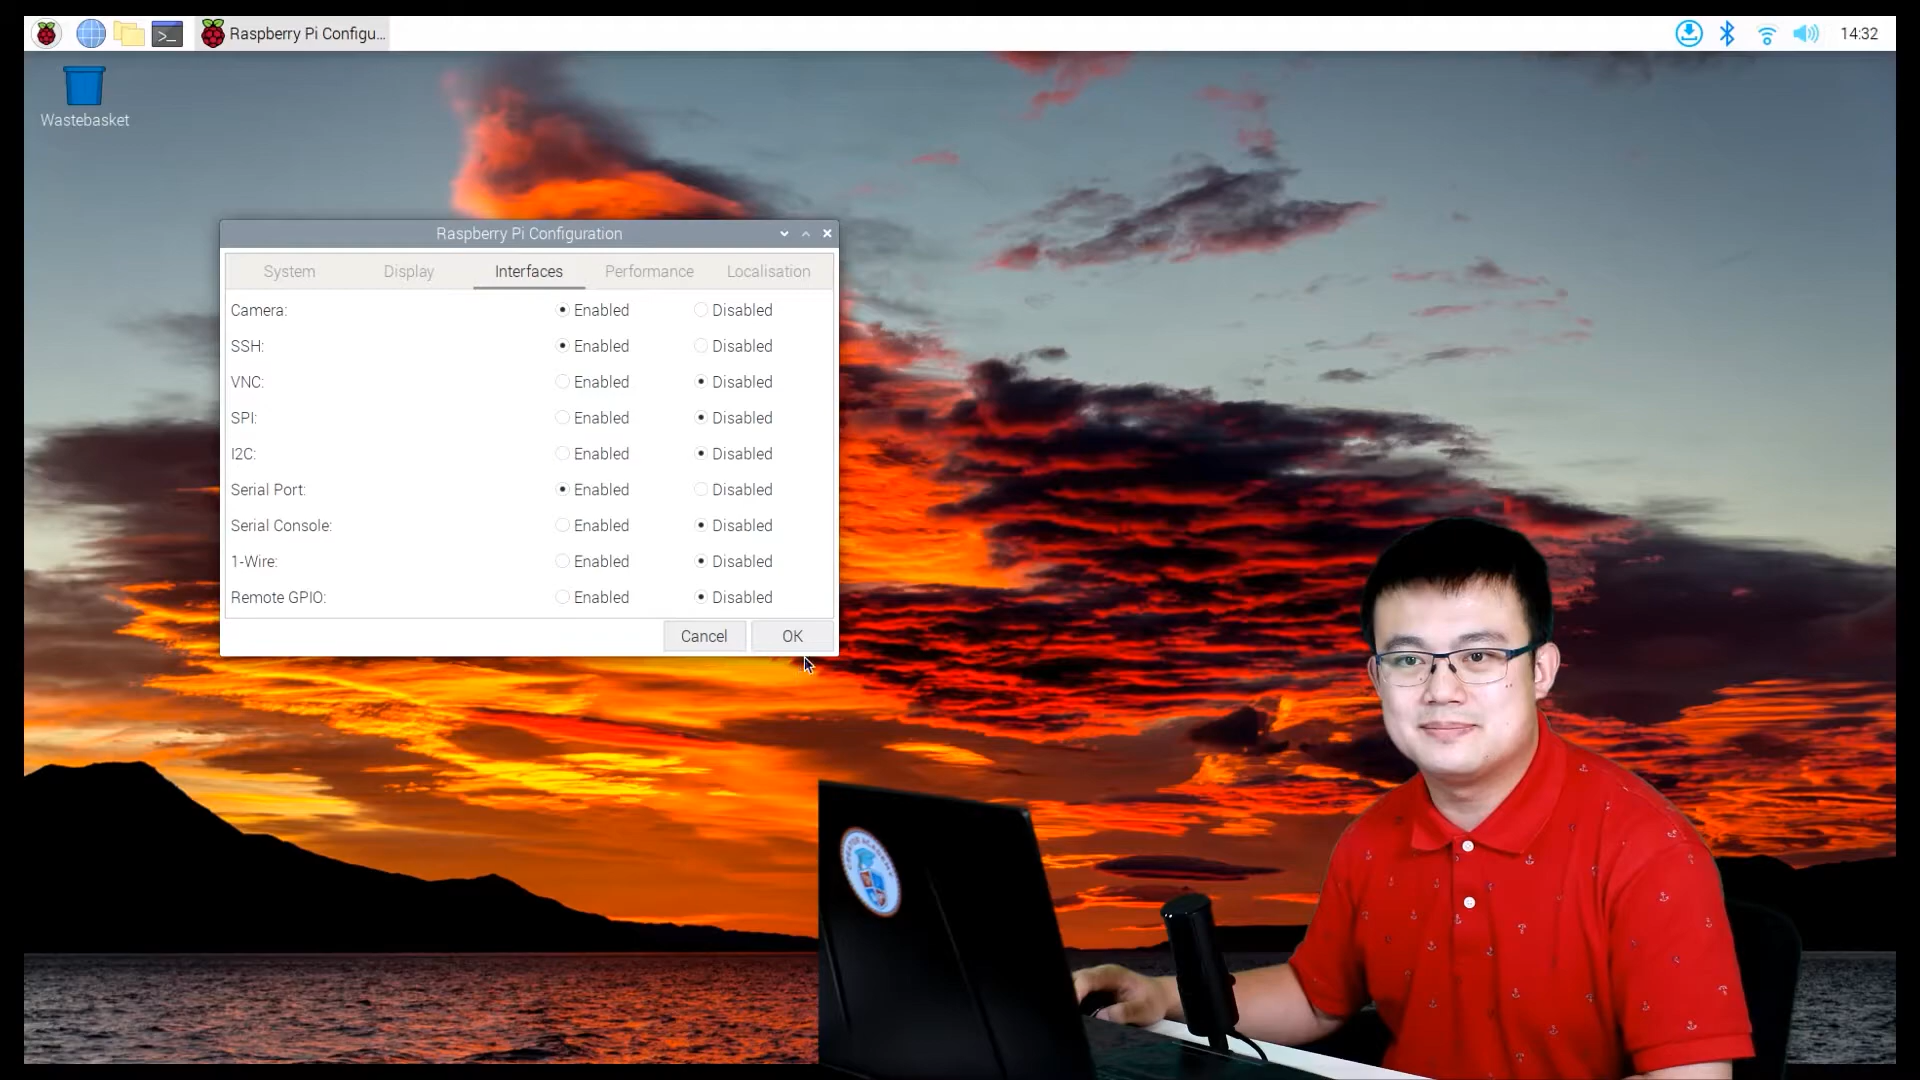 Raspberry Pi Configu...
14:32
Wastebasket
Raspberry Pi Configuration
System Display Interfaces Performance Localisation
Camera: Enabled Disabled
SSH: Enabled Disabled
VNC: Enabled Disabled
SPI: Enabled Disabled
I2C: Enabled Disabled
Serial Port: Enabled Disabled
Serial Console: Enabled Disabled
1-Wire: Enabled Disabled
Remote GPIO: Enabled Disabled
Cancel OK
CREATOR ACADEMY